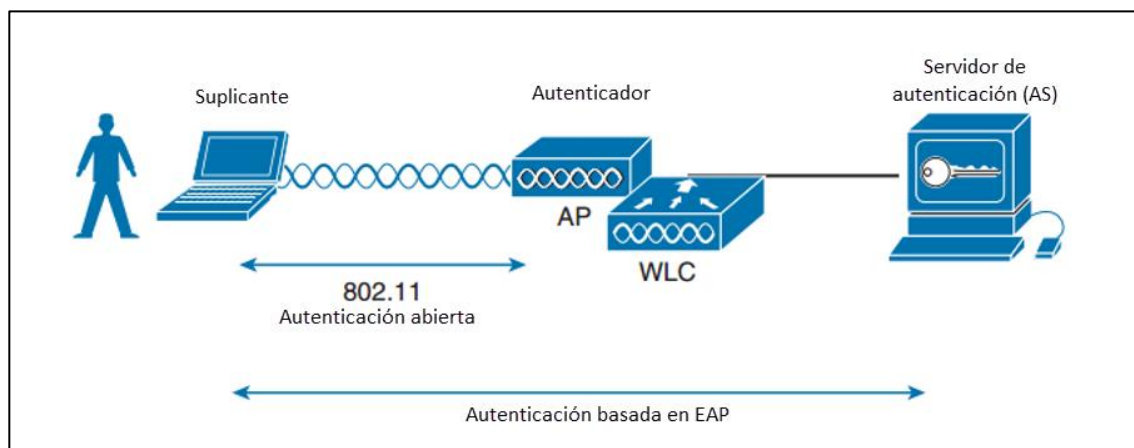 Suplicante
Autenticador
Servidor de
autenticación (AS)
AP
WLC
802.11
Autenticación abierta
Autenticación basada en EAP